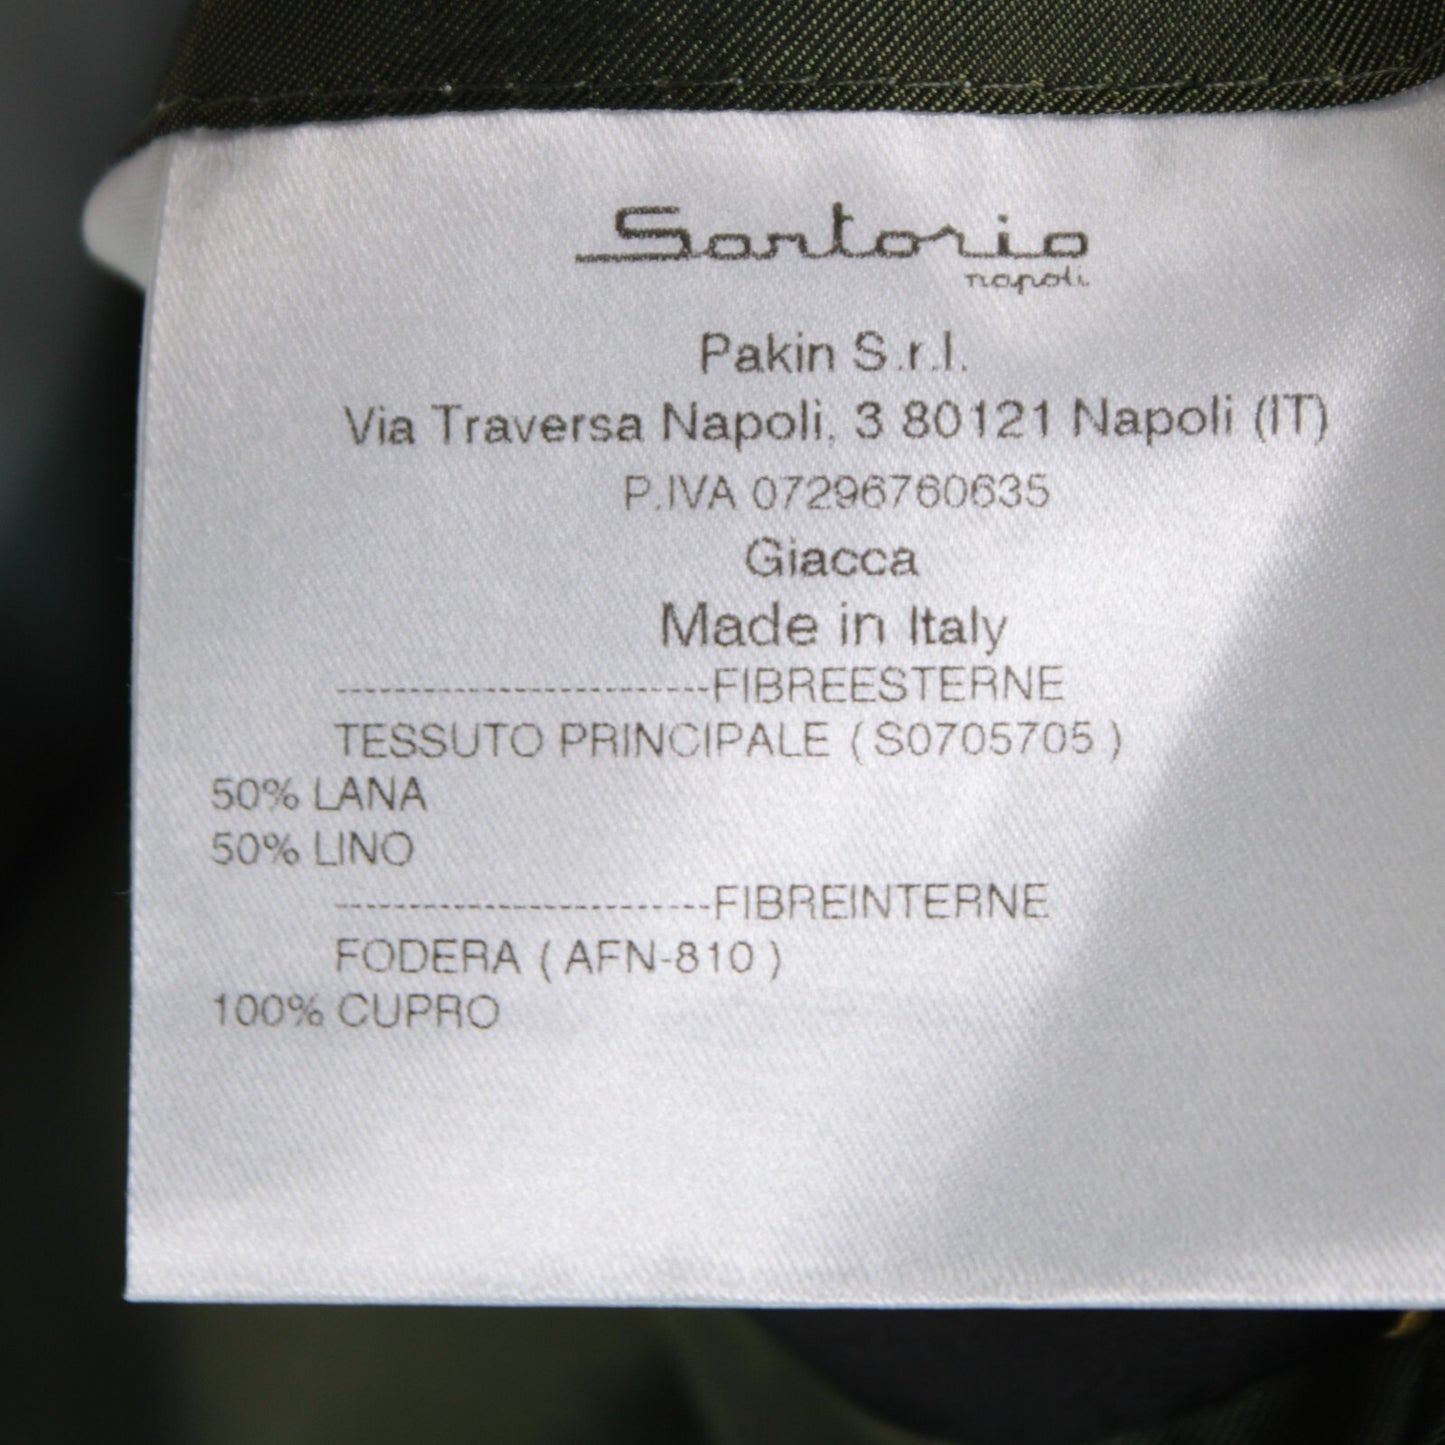 Sartorio
napoli
Pakin S.r.l.
Via Traversa Napoli, 3 80121 Napoli (IT)
P.IVA 07296760635
Giacca
Made in Italy
------------------------FIBREESTERNE
TESSUTO PRINCIPALE ( S0705705 )
50% LANA
50% LINO
------------------------FIBREINTERNE
FODERA ( AFN-810 )
100% CUPRO